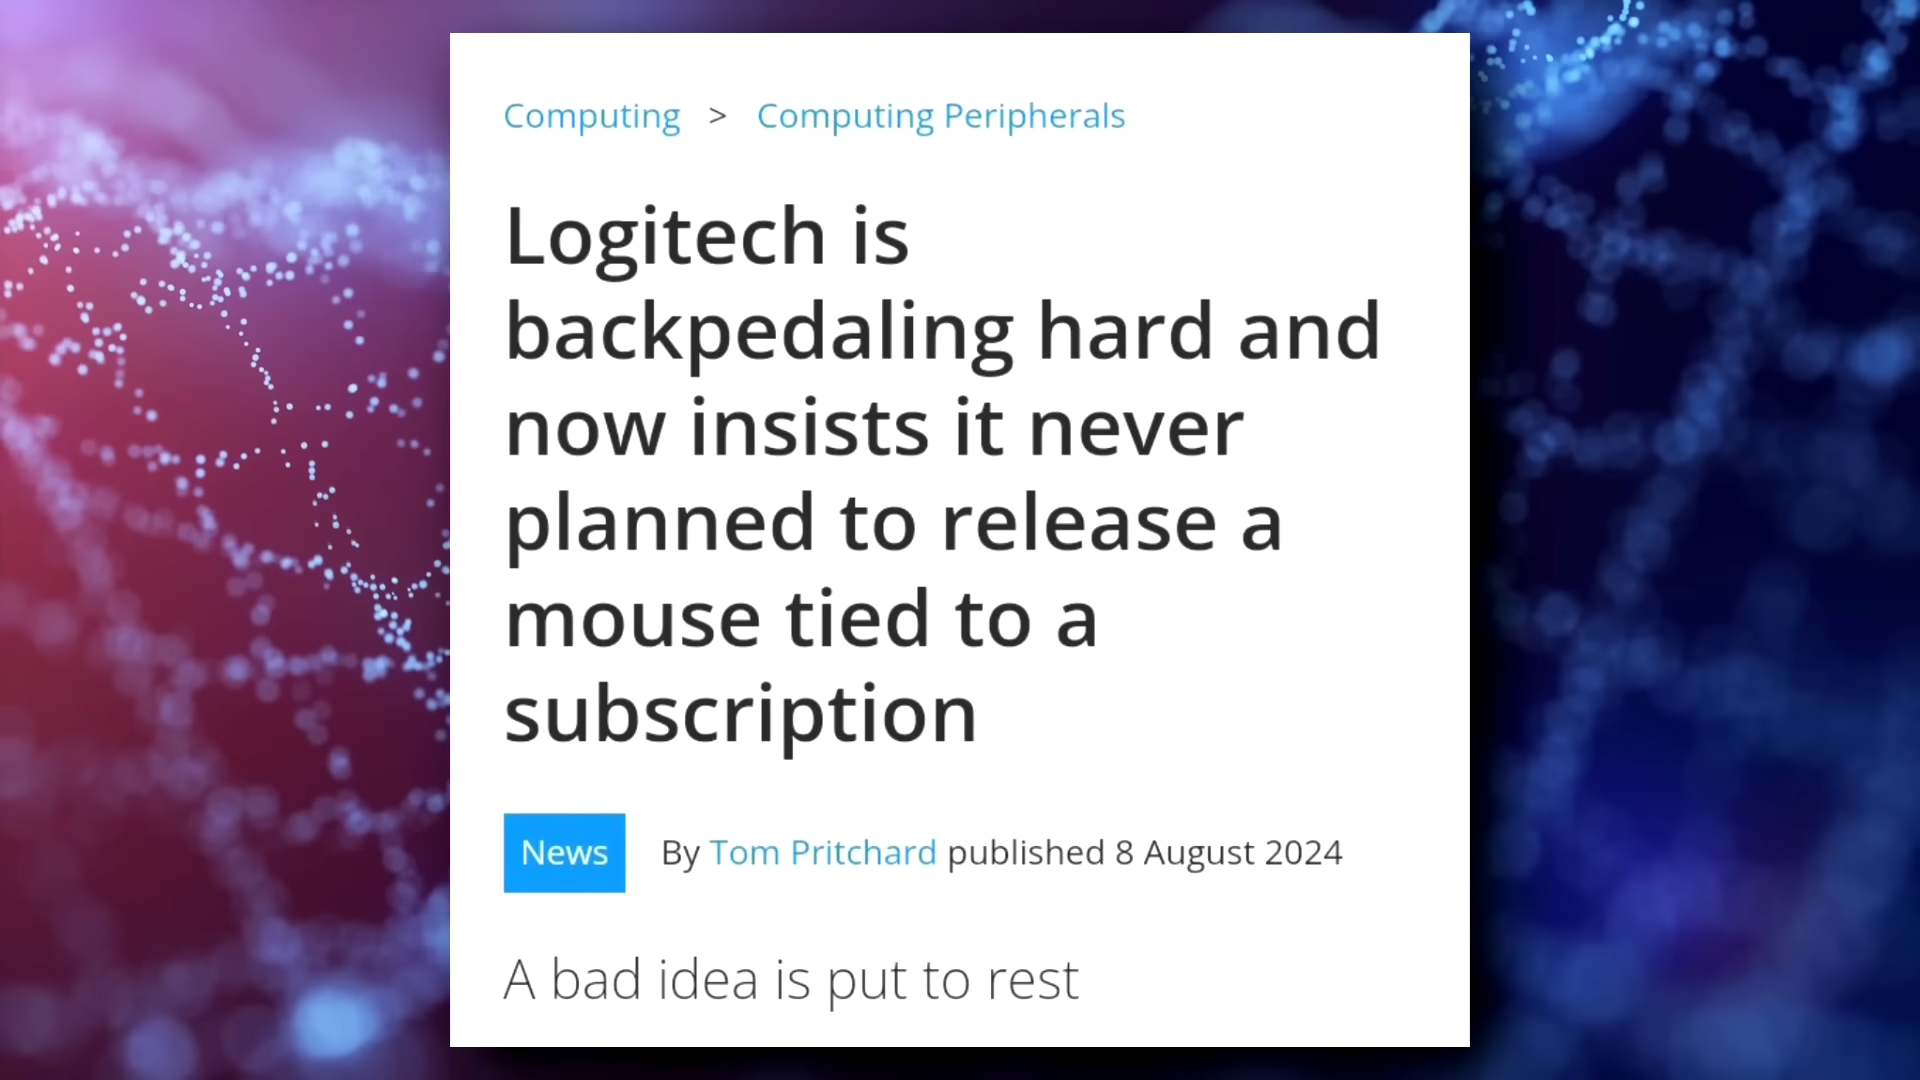 Computing > Computing Peripherals
Logitech is
backpedaling hard and
now insists it never
planned to release a
mouse tied to a
subscription
News By Tom Pritchard published 8 August 2024
A bad idea is put to rest